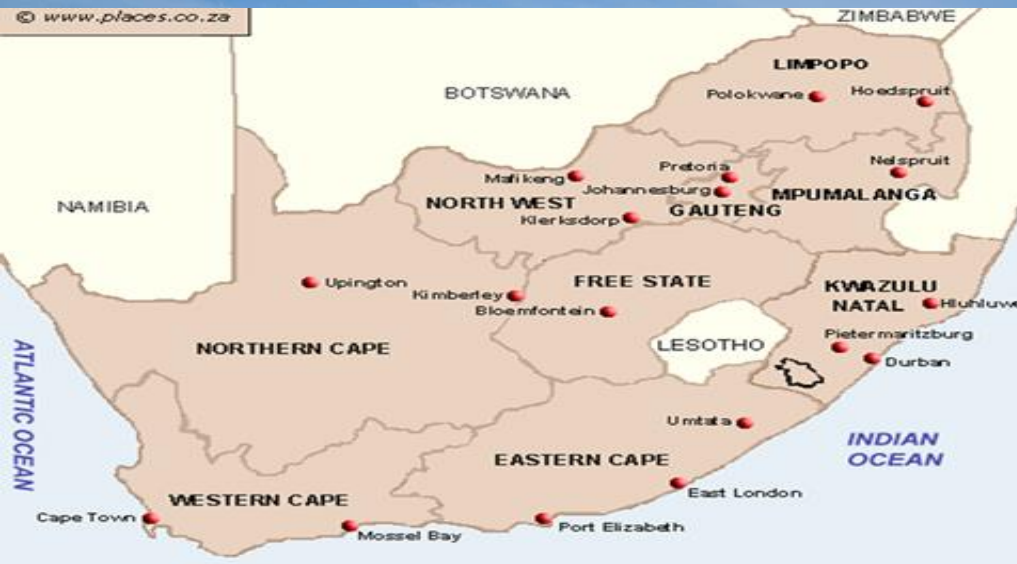 © www.places.co.za
ZIMBABWE
LIMPOPO
BOTSWANA
Polokwane
Hoedspruit
Pretoria
Nelspruit
Mafikeng
Johannesburg
MPUMALANGA
NAMIBIA
NORTH WEST
GAUTENG
Klerksdorp
Upington
FREE STATE
KWAZULU
NATAL
Kimberley
Hluhluwe
Bloemfontein
Pietermaritzburg
NORTHERN CAPE
LESOTHO
Durban
ATLANTIC OCEAN
Umtata
INDIAN
OCEAN
EASTERN CAPE
WESTERN CAPE
East London
Cape Town
Mossel Bay
Port Elizabeth